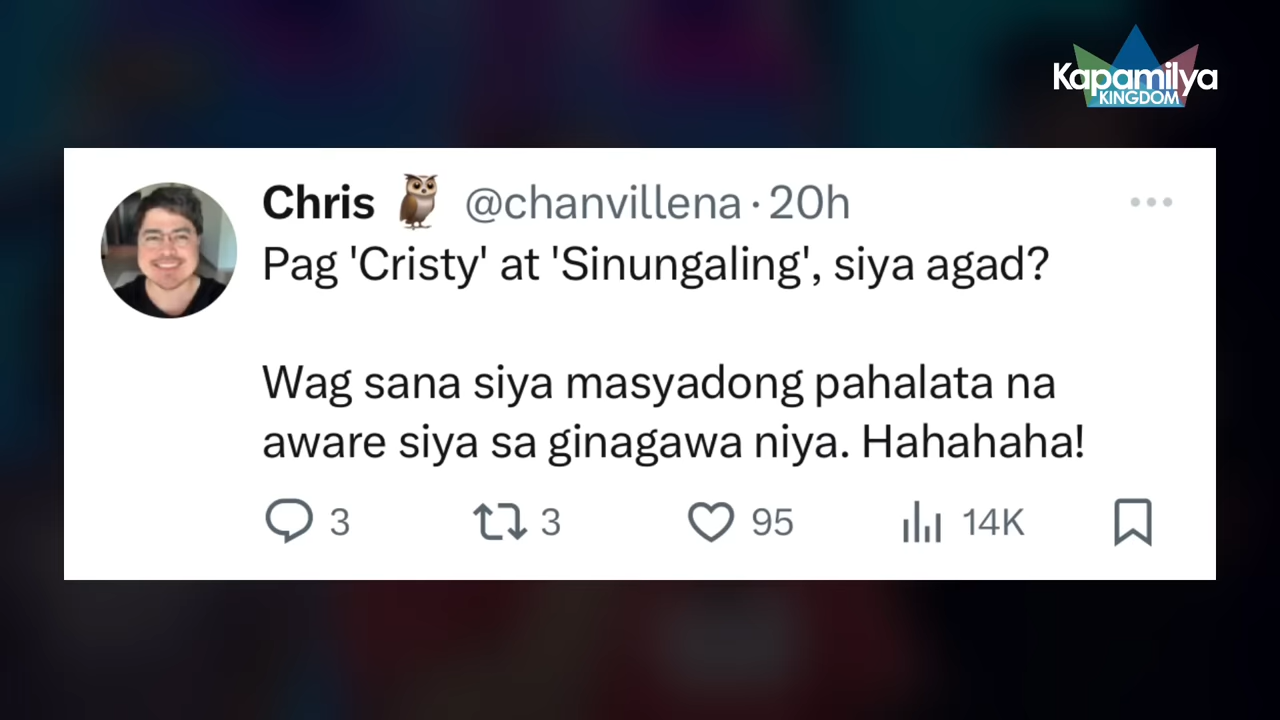 Kapamilya
KINGDOM
Chris 🦉 @chanvillena · 20h
Pag 'Cristy' at 'Sinungaling', siya agad?
Wag sana siya masyadong pahalata na
aware siya sa ginagawa niya. Hahahaha!
3 3 95 14K